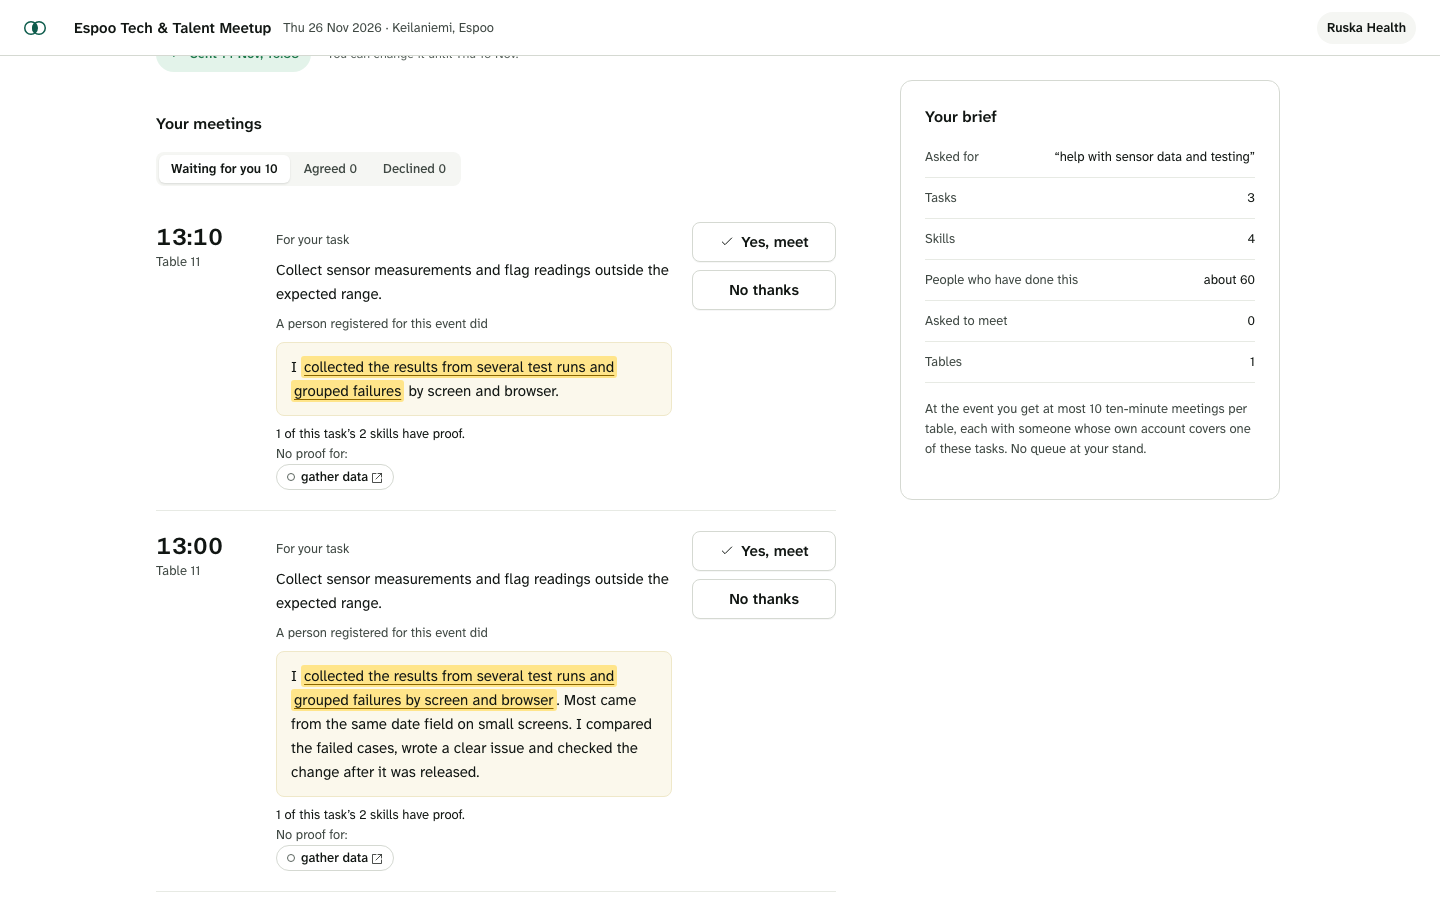 Espoo Tech & Talent Meetup Thu 26 Nov 2026 · Keilaniemi, Espoo
Ruska Health
Your meetings
Waiting for you 10 Agreed 0 Declined 0
13:10
Table 11
For your task
Collect sensor measurements and flag readings outside the
expected range.
A person registered for this event did
I collected the results from several test runs and
grouped failures by screen and browser.
1 of this task’s 2 skills have proof.
No proof for:
gather data
Yes, meet
No thanks
13:00
Table 11
For your task
Collect sensor measurements and flag readings outside the
expected range.
A person registered for this event did
I collected the results from several test runs and
grouped failures by screen and browser. Most came
from the same date field on small screens. I compared
the failed cases, wrote a clear issue and checked the
change after it was released.
1 of this task’s 2 skills have proof.
No proof for:
gather data
Yes, meet
No thanks
Your brief
Asked for “help with sensor data and testing”
Tasks 3
Skills 4
People who have done this about 60
Asked to meet 0
Tables 1
At the event you get at most 10 ten-minute meetings per
table, each with someone whose own account covers one
of these tasks. No queue at your stand.